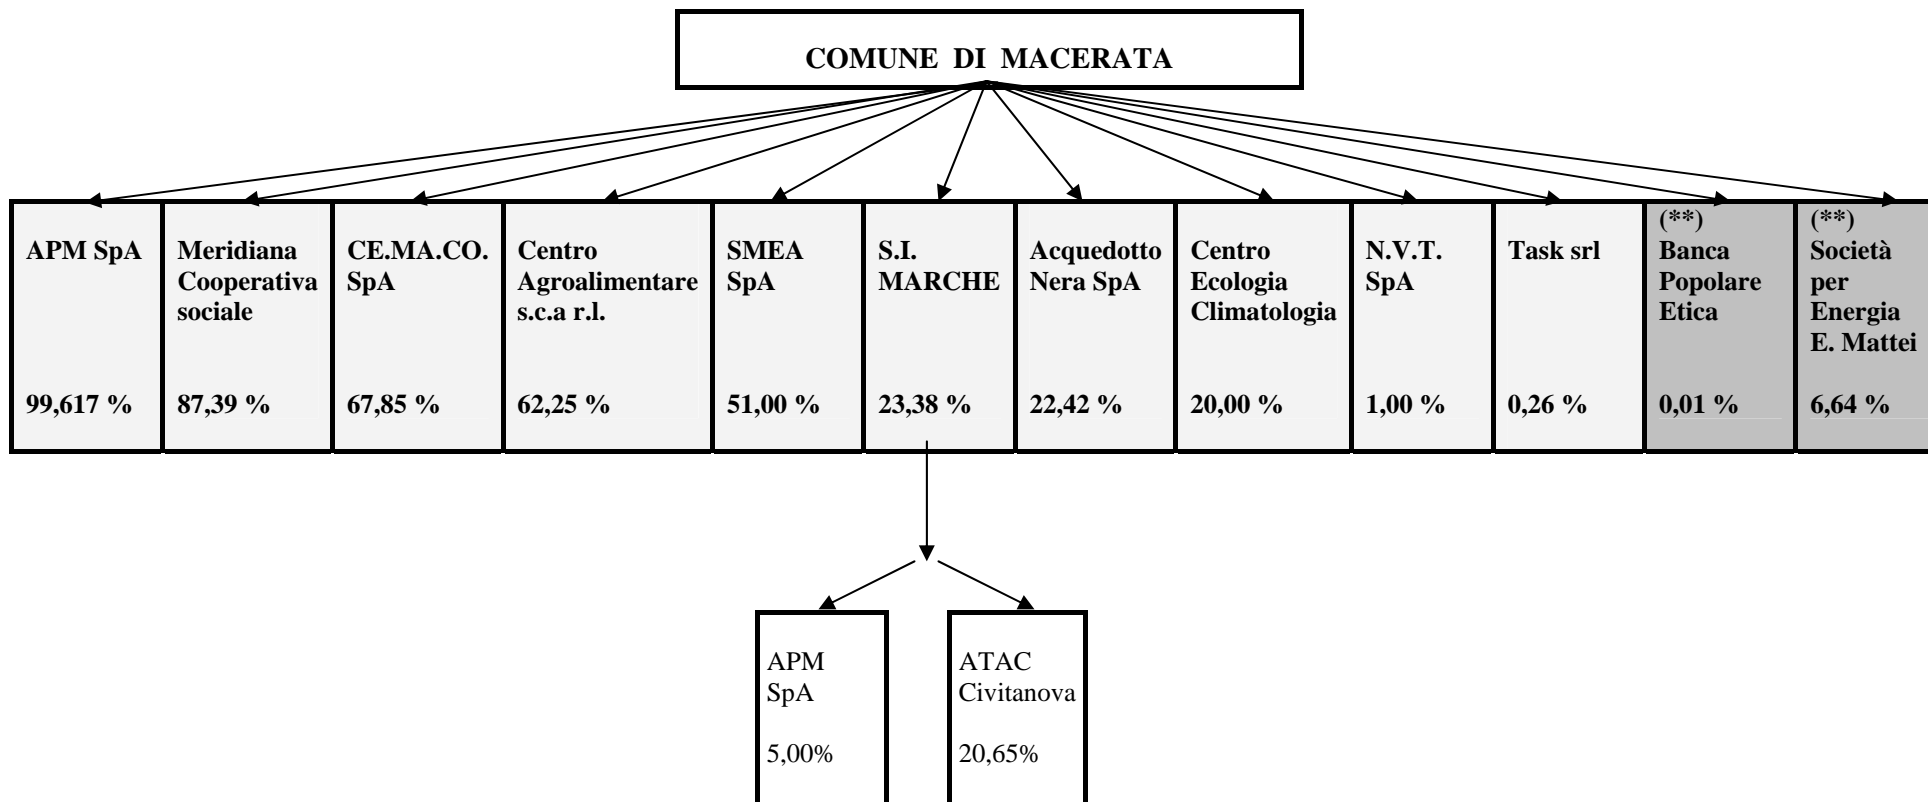 COMUNE DI MACERATA
APM SpA
99,617 %
Meridiana
Cooperativa
sociale
87,39 %
CE.MA.CO.
SpA
67,85 %
Centro
Agroalimentare
s.c.a r.l.
62,25 %
SMEA
SpA
51,00 %
S.I.
MARCHE
23,38 %
Acquedotto
Nera SpA
22,42 %
Centro
Ecologia
Climatologia
20,00 %
N.V.T.
SpA
1,00 %
Task srl
0,26 %
(**)
Banca
Popolare
Etica
0,01 %
(**)
Società
per
Energia
E. Mattei
6,64 %
APM
SpA
5,00%
ATAC
Civitanova
20,65%